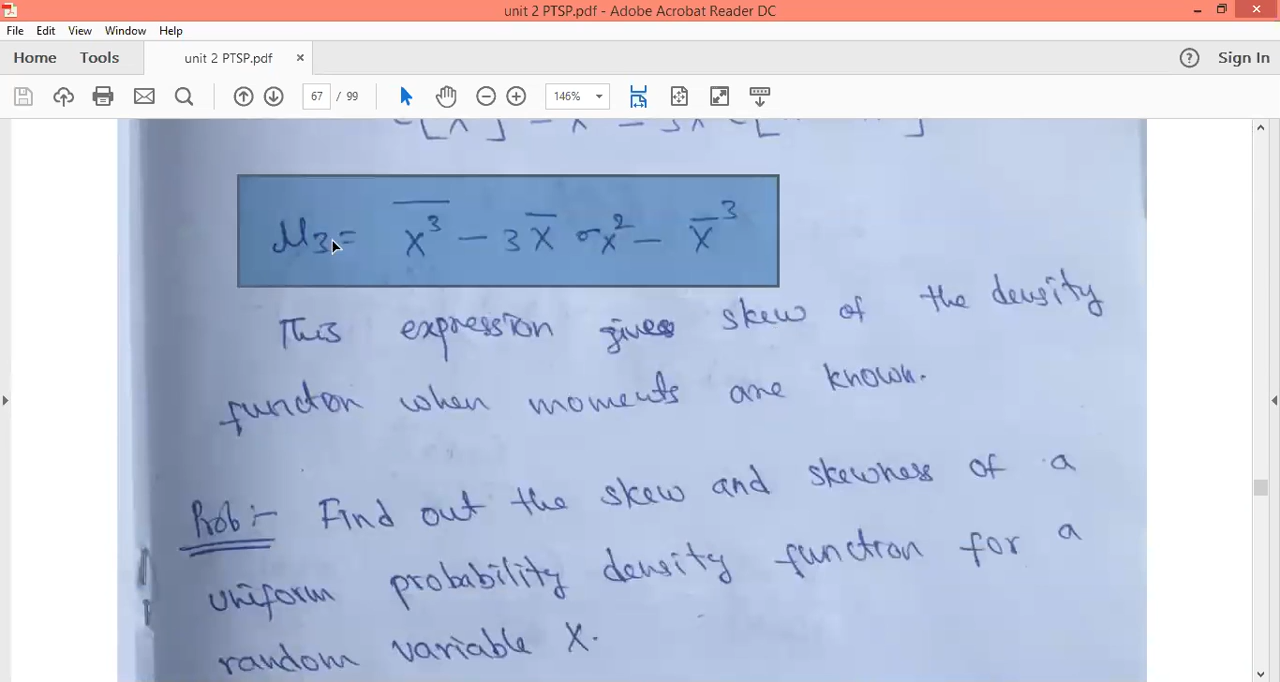 unit 2 PTSP.pdf - Adobe Acrobat Reader DC
File Edit View Window Help
Home Tools unit 2 PTSP.pdf × Sign In
67 / 99 146%
μ3 = X̅³̅ - 3 X̅ σx² - X̅³
This expression gives skew of the density
function when moments are known.
Prob:- Find out the skew and skewness of a
uniform probability density function for a
random variable X.